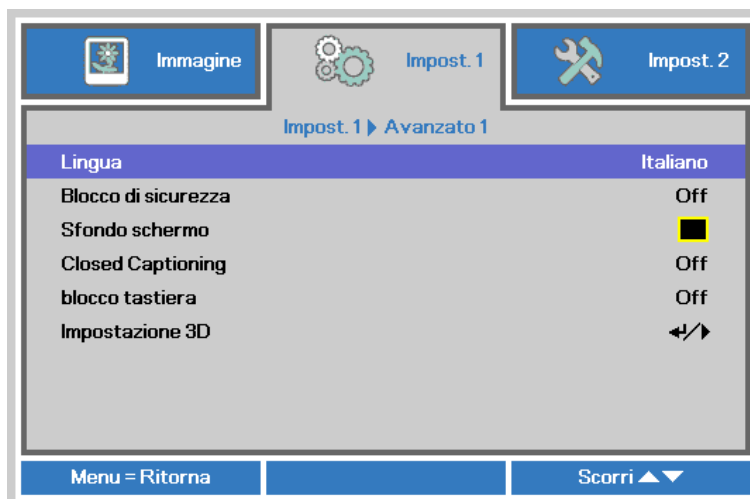 Immagine
Impost. 1
Impost. 2
Impost. 1 Avanzato 1
Lingua Italiano
Blocco di sicurezza Off
Sfondo schermo
Closed Captioning Off
blocco tastiera Off
Impostazione 3D
Menu = Ritorna
Scorri